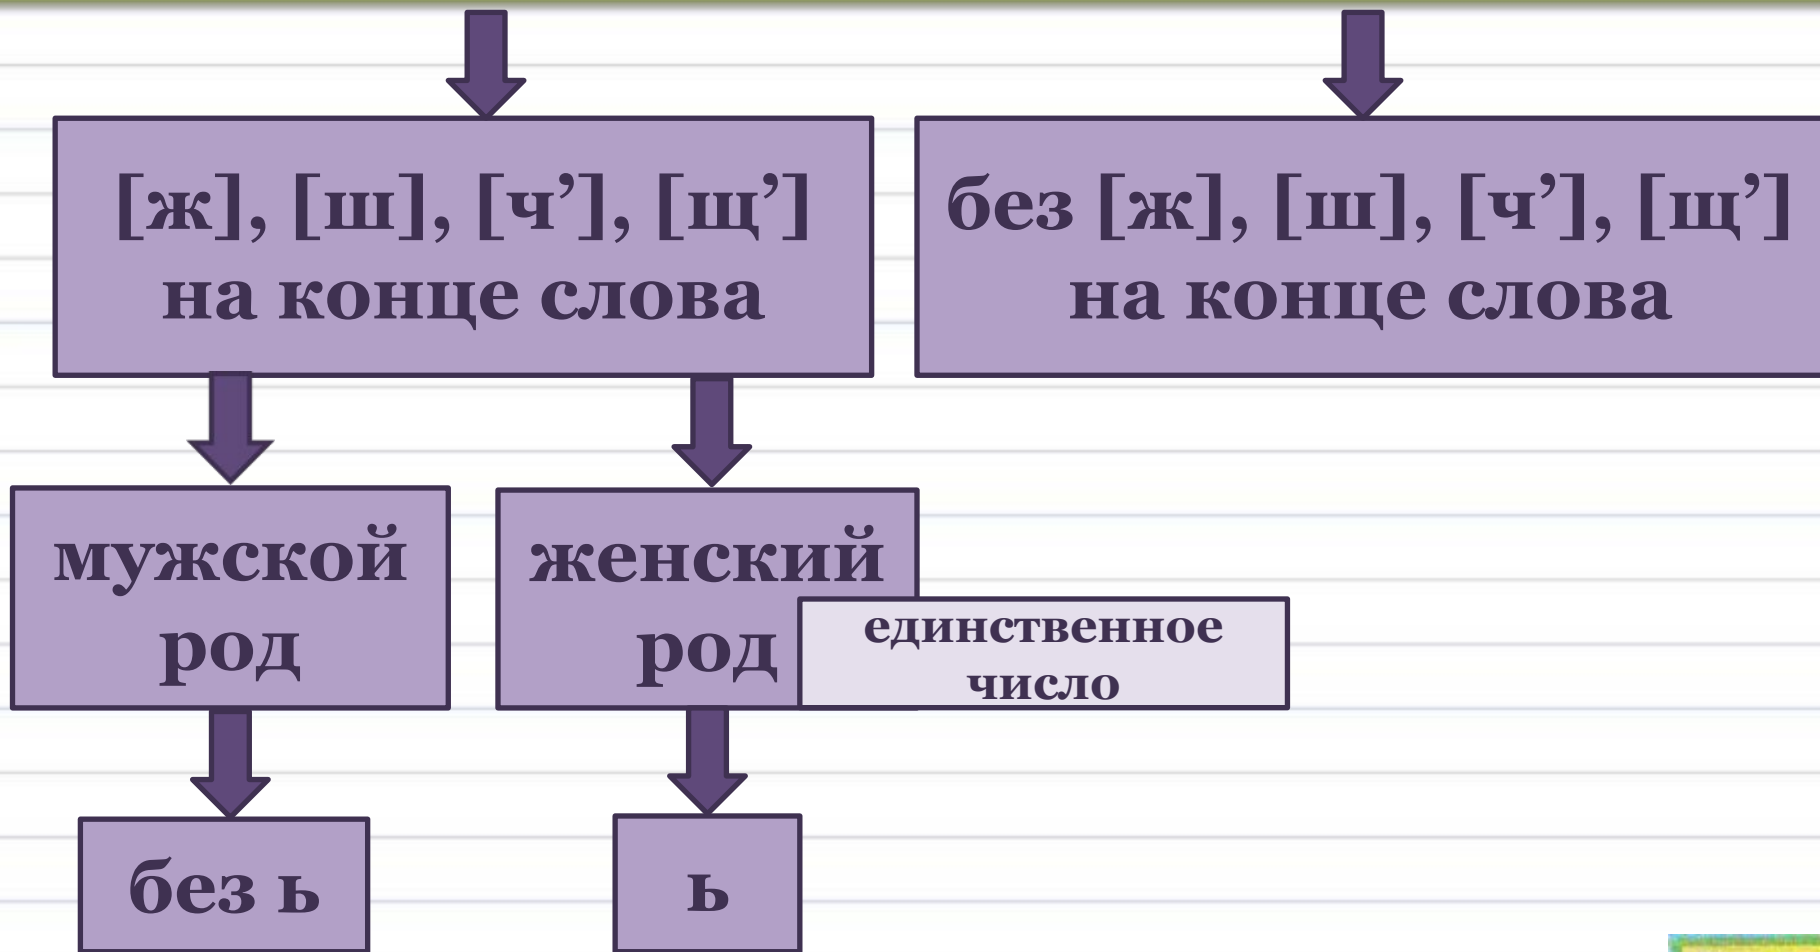 [ж], [ш], [ч’], [щ’]
на конце слова
без [ж], [ш], [ч’], [щ’]
на конце слова
мужской
род
женский
род
единственное
число
без ь
ь